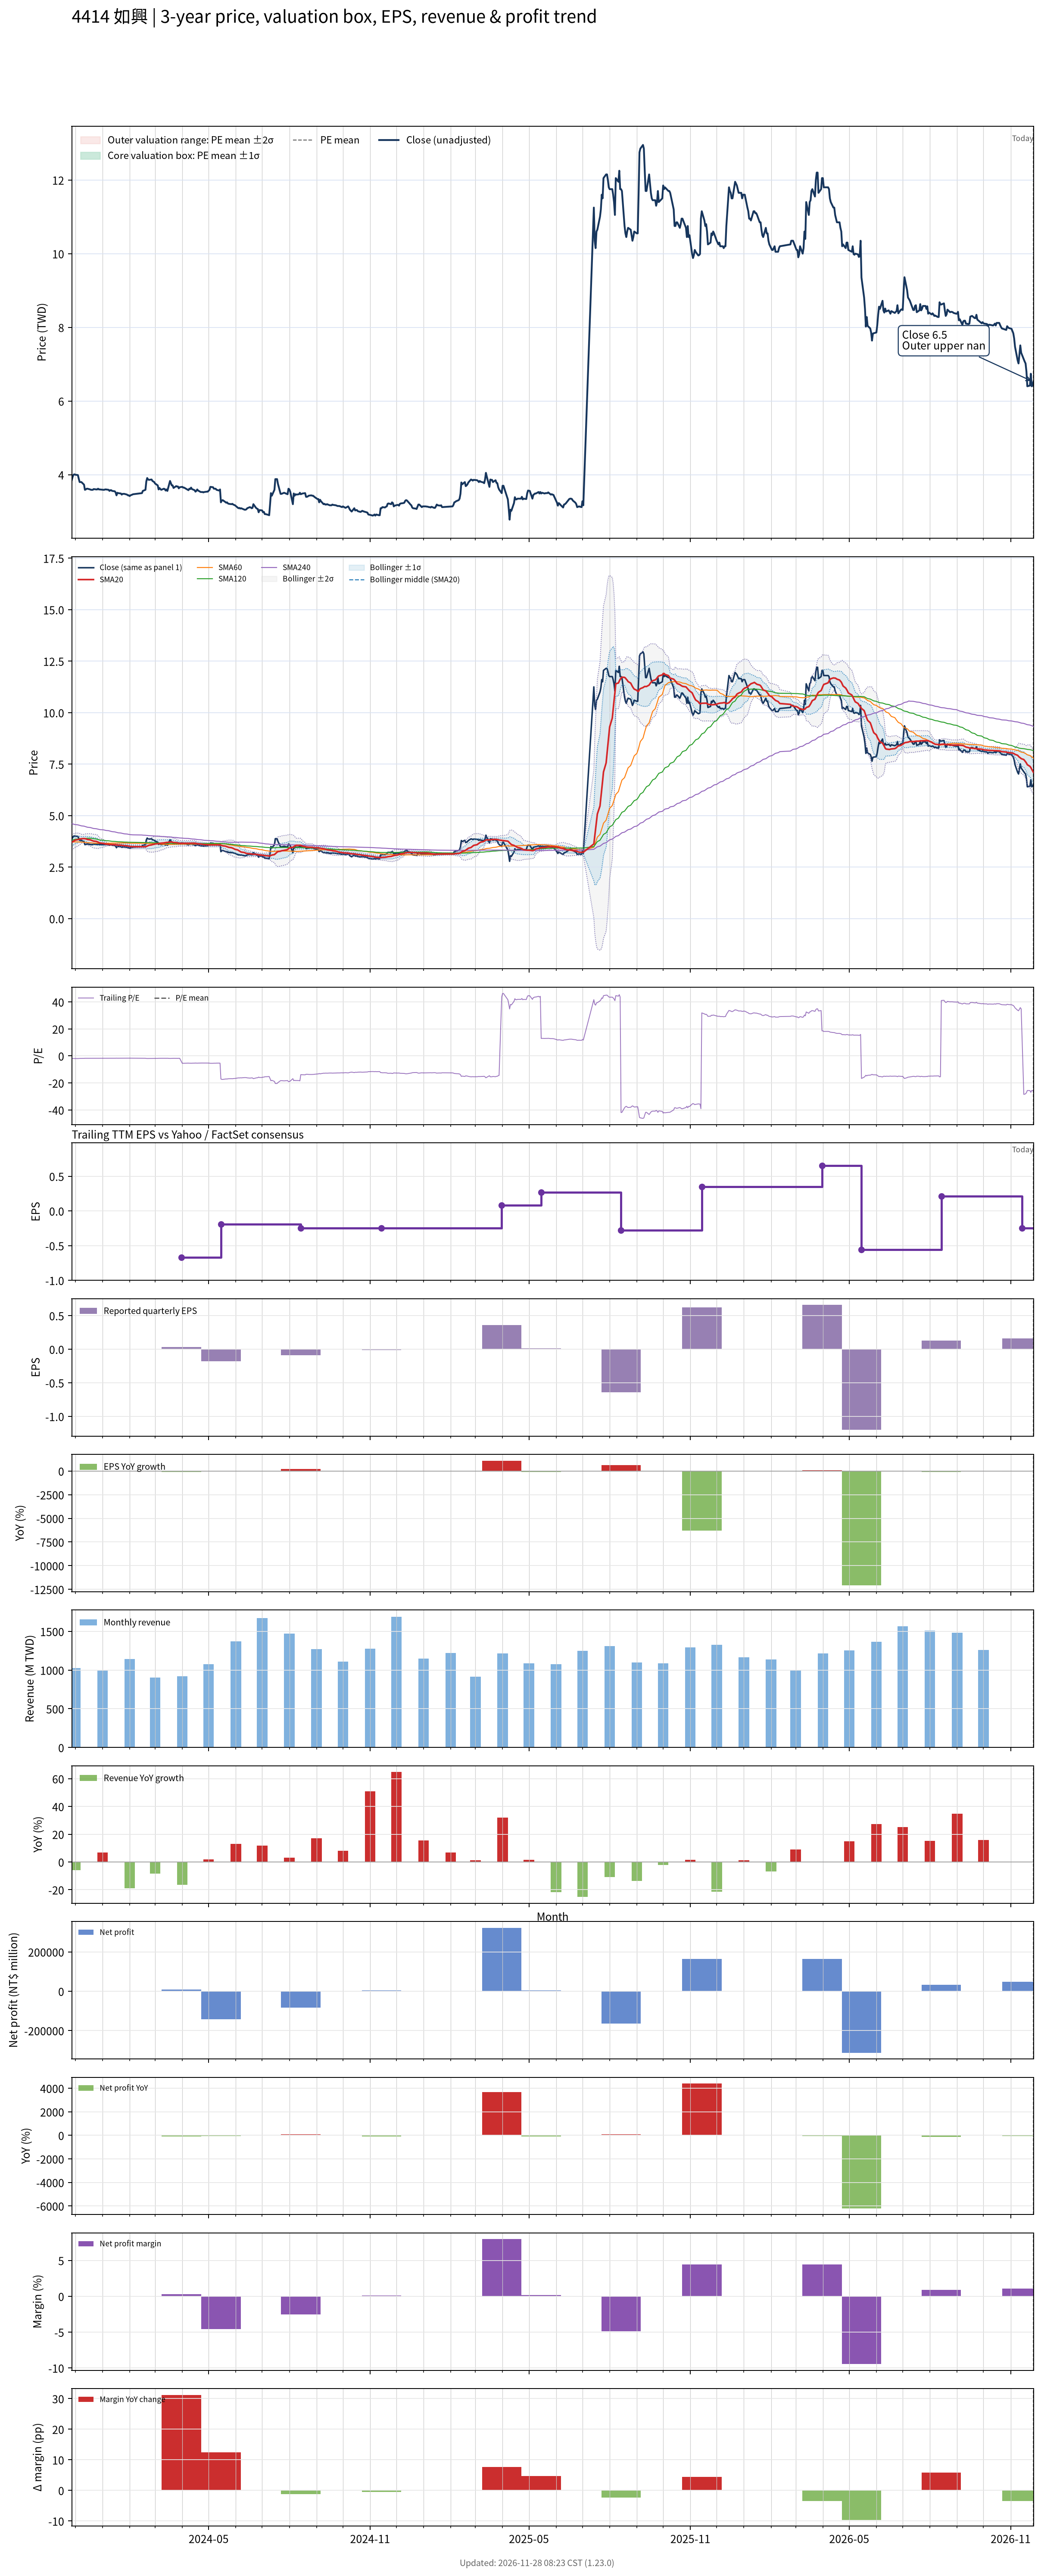 4414 如興 | 3-year price, valuation box, EPS, revenue & profit trend
Outer valuation range: PE mean ±2σ
Core valuation box: PE mean ±1σ
PE mean
Close (unadjusted)
Today
Price (TWD)
12
10
8
6
4
Close 6.5
Outer upper nan
Close (same as panel 1)
SMA20
SMA60
SMA120
SMA240
Bollinger ±2σ
Bollinger ±1σ
Bollinger middle (SMA20)
Price
17.5
15.0
12.5
10.0
7.5
5.0
2.5
0.0
Trailing P/E
P/E mean
P/E
40
20
0
-20
-40
Trailing TTM EPS vs Yahoo / FactSet consensus
Today
EPS
0.5
0.0
-0.5
-1.0
Reported quarterly EPS
EPS
0.5
0.0
-0.5
-1.0
EPS YoY growth
YoY (%)
0
-2500
-5000
-7500
-10000
-12500
Monthly revenue
Revenue (M TWD)
1500
1000
500
0
Revenue YoY growth
YoY (%)
60
40
20
0
-20
Month
Net profit
Net profit (NT$ million)
200000
0
-200000
Net profit YoY
YoY (%)
4000
2000
0
-2000
-4000
-6000
Net profit margin
Margin (%)
5
0
-5
-10
Margin YoY change
Δ margin (pp)
30
20
10
0
-10
2024-05
2024-11
2025-05
2025-11
2026-05
2026-11
Updated: 2026-11-28 08:23 CST (1.23.0)